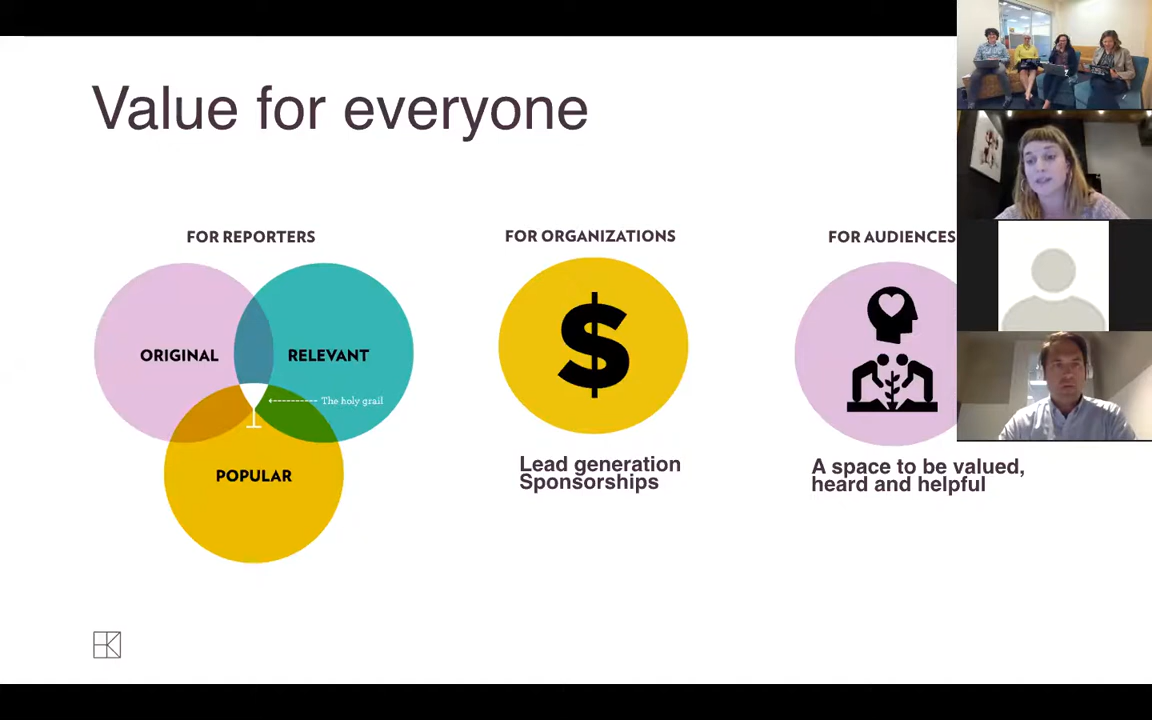 Value for everyone
FOR REPORTERS
ORIGINAL
RELEVANT
The holy grail
POPULAR
FOR ORGANIZATIONS
$
Lead generation
Sponsorships
FOR AUDIENCES
A space to be valued,
heard and helpful